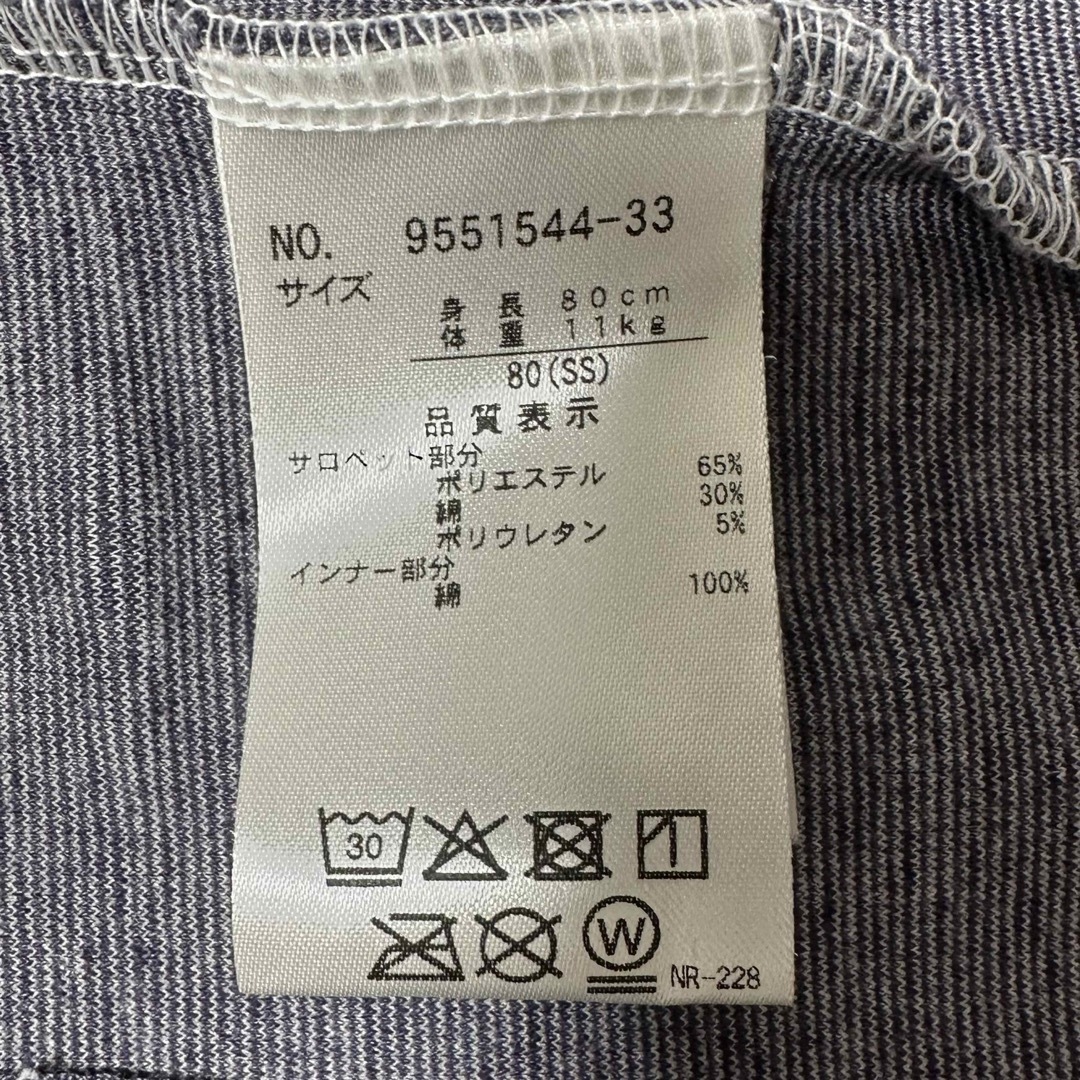 NO. 9551544-33
サイズ
身長 80cm
体重 11kg
80(SS)
品質表示
サロペット部分
ポリエステル 65%
綿 30%
ポリウレタン 5%
インナー部分
綿 100%
30
W
NR-228